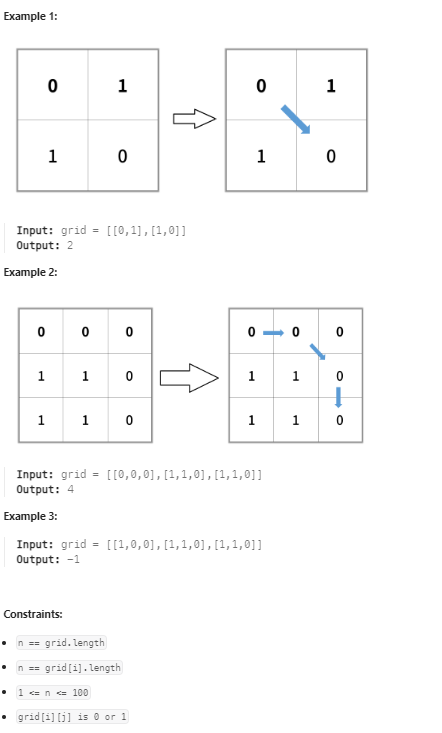 Example 1:
0 1 0 1
1 0 1 0
Input: grid = [[0,1],[1,0]]
Output: 2
Example 2:
0 0 0 0 0 0
1 1 0 1 1 0
1 1 0 1 1 0
Input: grid = [[0,0,0],[1,1,0],[1,1,0]]
Output: 4
Example 3:
Input: grid = [[1,0,0],[1,1,0],[1,1,0]]
Output: -1
Constraints:
• n == grid.length
• n == grid[i].length
• 1 <= n <= 100
• grid[i][j] is 0 or 1